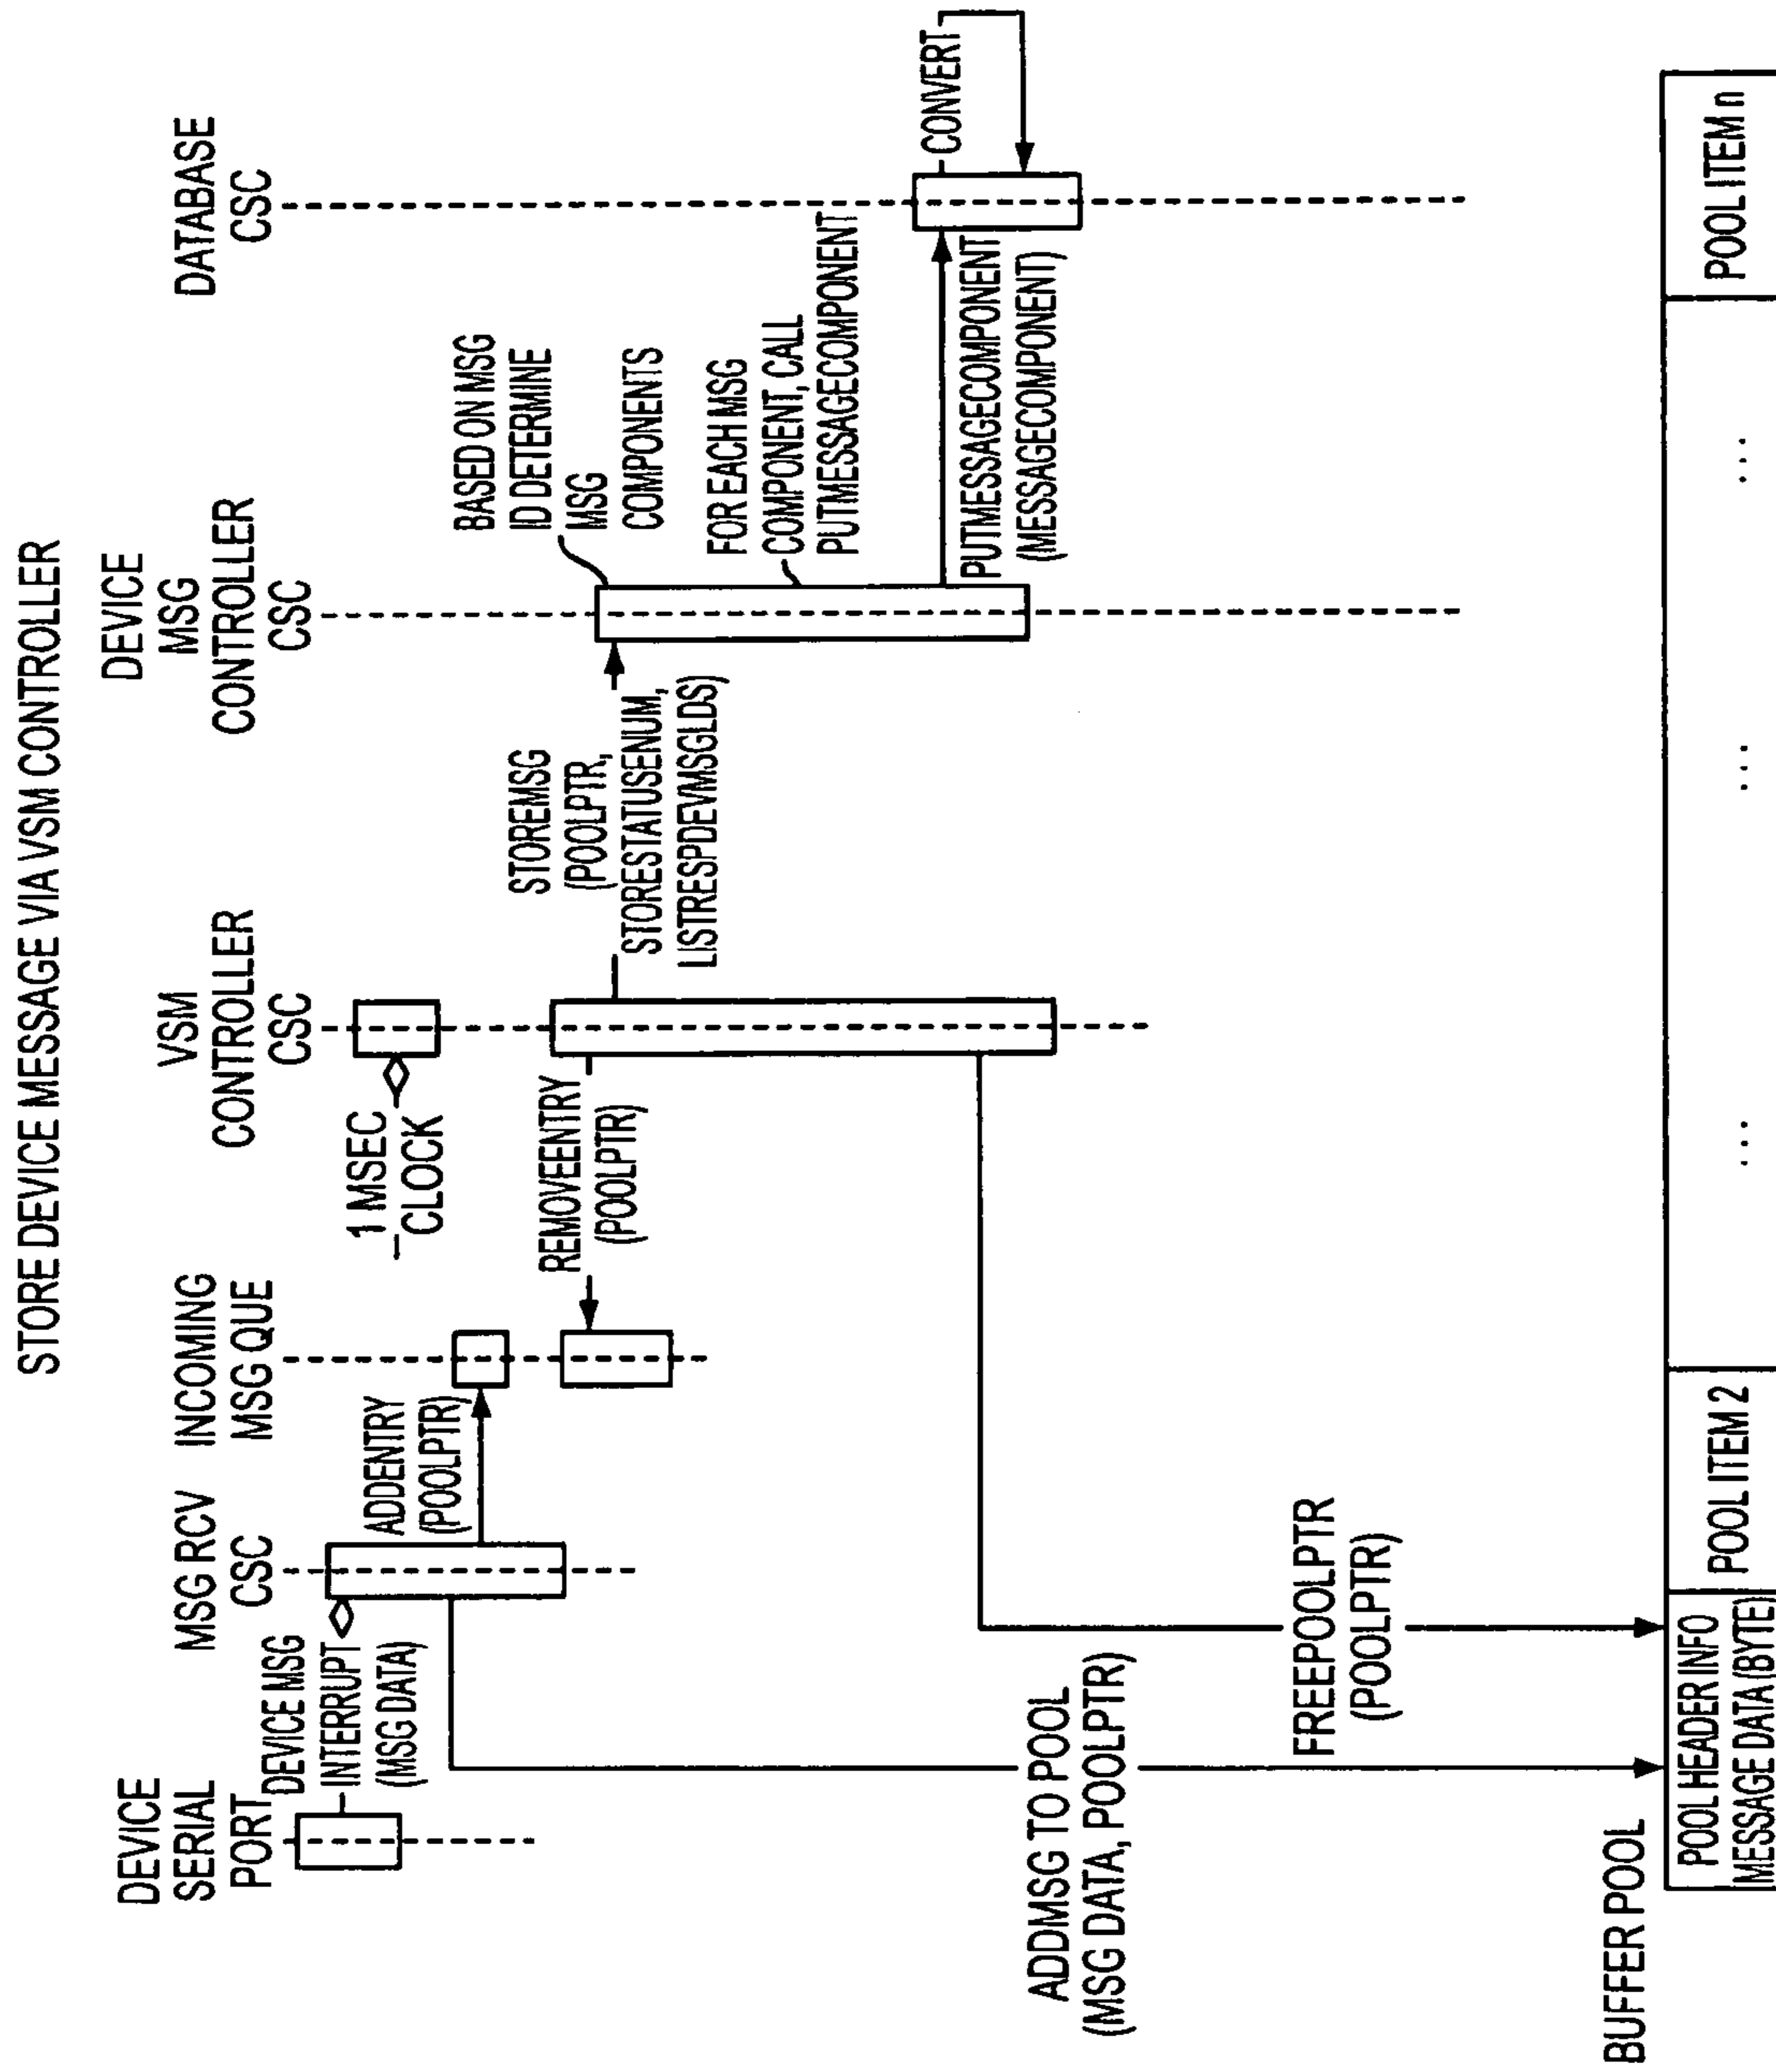 STORE DEVICE MESSAGE VIA VSM CONTROLLER
DEVICE
SERIAL
PORT
MSG RCV
CSC
INCOMING
MSG QUE
VSM
CONTROLLER
CSC
DEVICE
MSG
CONTROLLER
CSC
DATABASE
CSC
DEVICE MSG
INTERRUPT
(MSG DATA)
ADDENTRY
(POOLPTR)
1 MSEC
CLOCK
REMOVEENTRY
(POOLPTR)
STOREMSG
(POOLPTR,
STORESTATUSENUM,
LISTRESPDEVMSGLDS)
BASED ON MSG
ID DETERMINE
MSG
COMPONENTS
FOR EACH MSG
COMPONENT, CALL
PUTMESSAGECOMPONENT
PUTMESSAGECOMPONENT
(MESSAGECOMPONENT)
CONVERT
ADDMSG TO POOL
(MSG DATA, POOLPTR)
FREEPOOLPTR
(POOLPTR)
BUFFER POOL
POOL HEADER INFO
MESSAGE DATA (BYTE)
POOL ITEM 2
...
...
...
POOL ITEM n